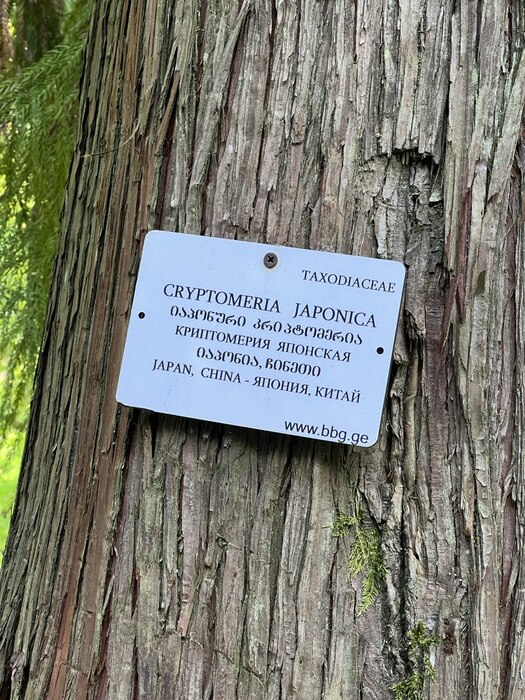 TAXODIACEAE
CRYPTOMERIA JAPONICA
იაპონური კრიპტომერია
КРИПТОМЕРИЯ ЯПОНСКАЯ
იაპონია, ჩინეთი
JAPAN, CHINA - ЯПОНИЯ, КИТАЙ
www.bbg.ge